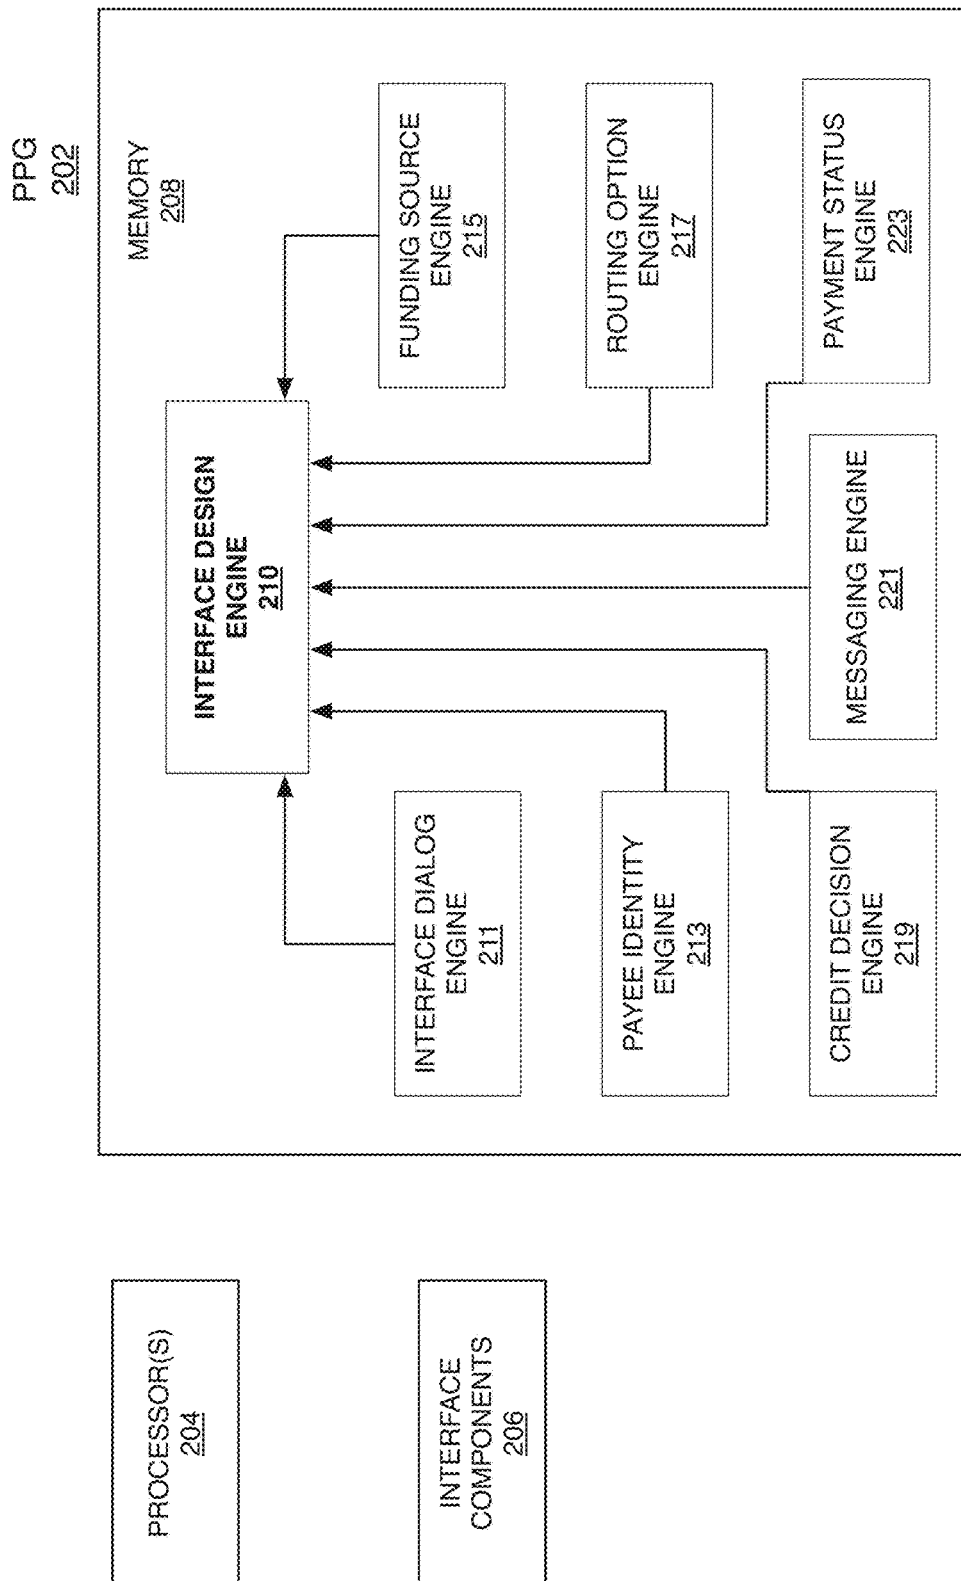 PPG
202
PROCESSOR(S)
204
INTERFACE
COMPONENTS
206
MEMORY
208
INTERFACE DESIGN
ENGINE
210
INTERFACE DIALOG
ENGINE
211
FUNDING SOURCE
ENGINE
215
PAYEE IDENTITY
ENGINE
213
ROUTING OPTION
ENGINE
217
CREDIT DECISION
ENGINE
219
MESSAGING ENGINE
221
PAYMENT STATUS
ENGINE
223